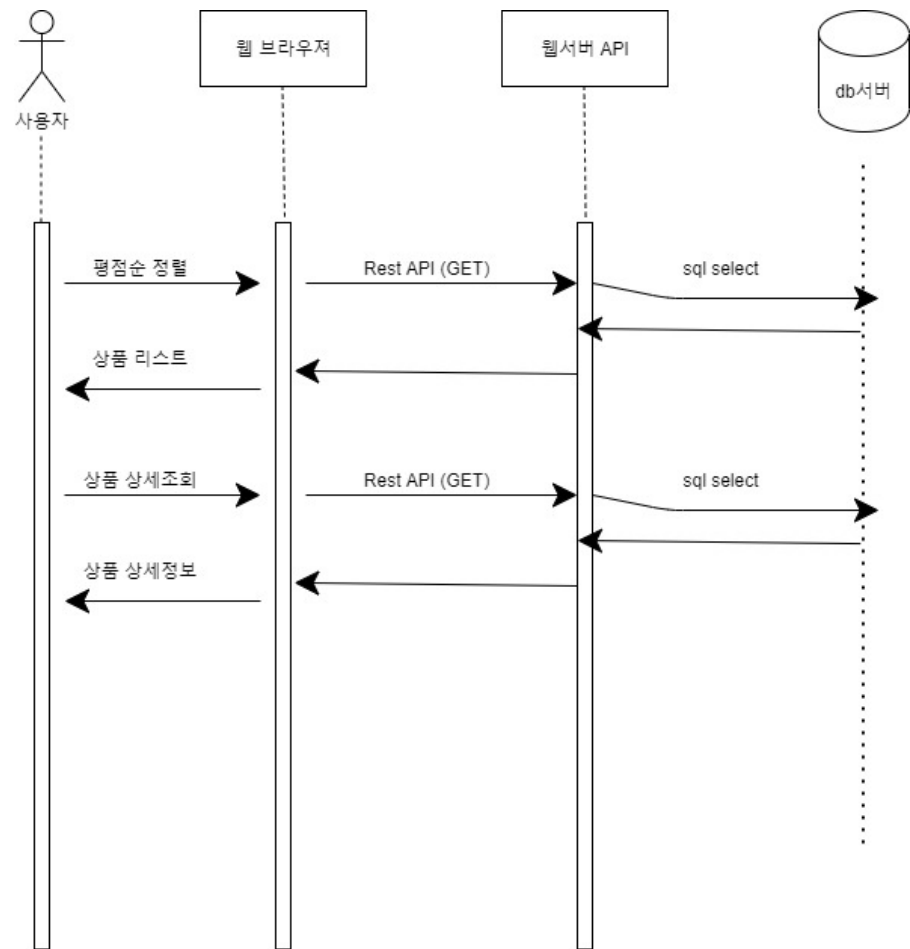 웹 브라우져
웹서버 API
db서버
사용자
평점순 정렬
Rest API (GET)
sql select
상품 리스트
상품 상세조회
Rest API (GET)
sql select
상품 상세정보